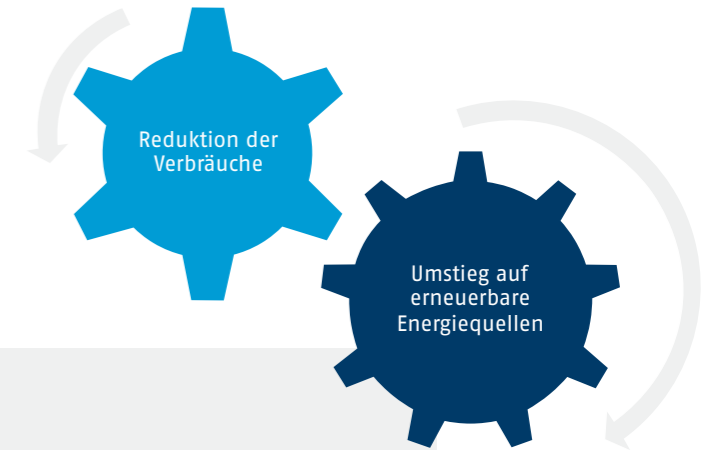 Reduktion der
Verbräuche
Umstieg auf
erneuerbare
Energiequellen